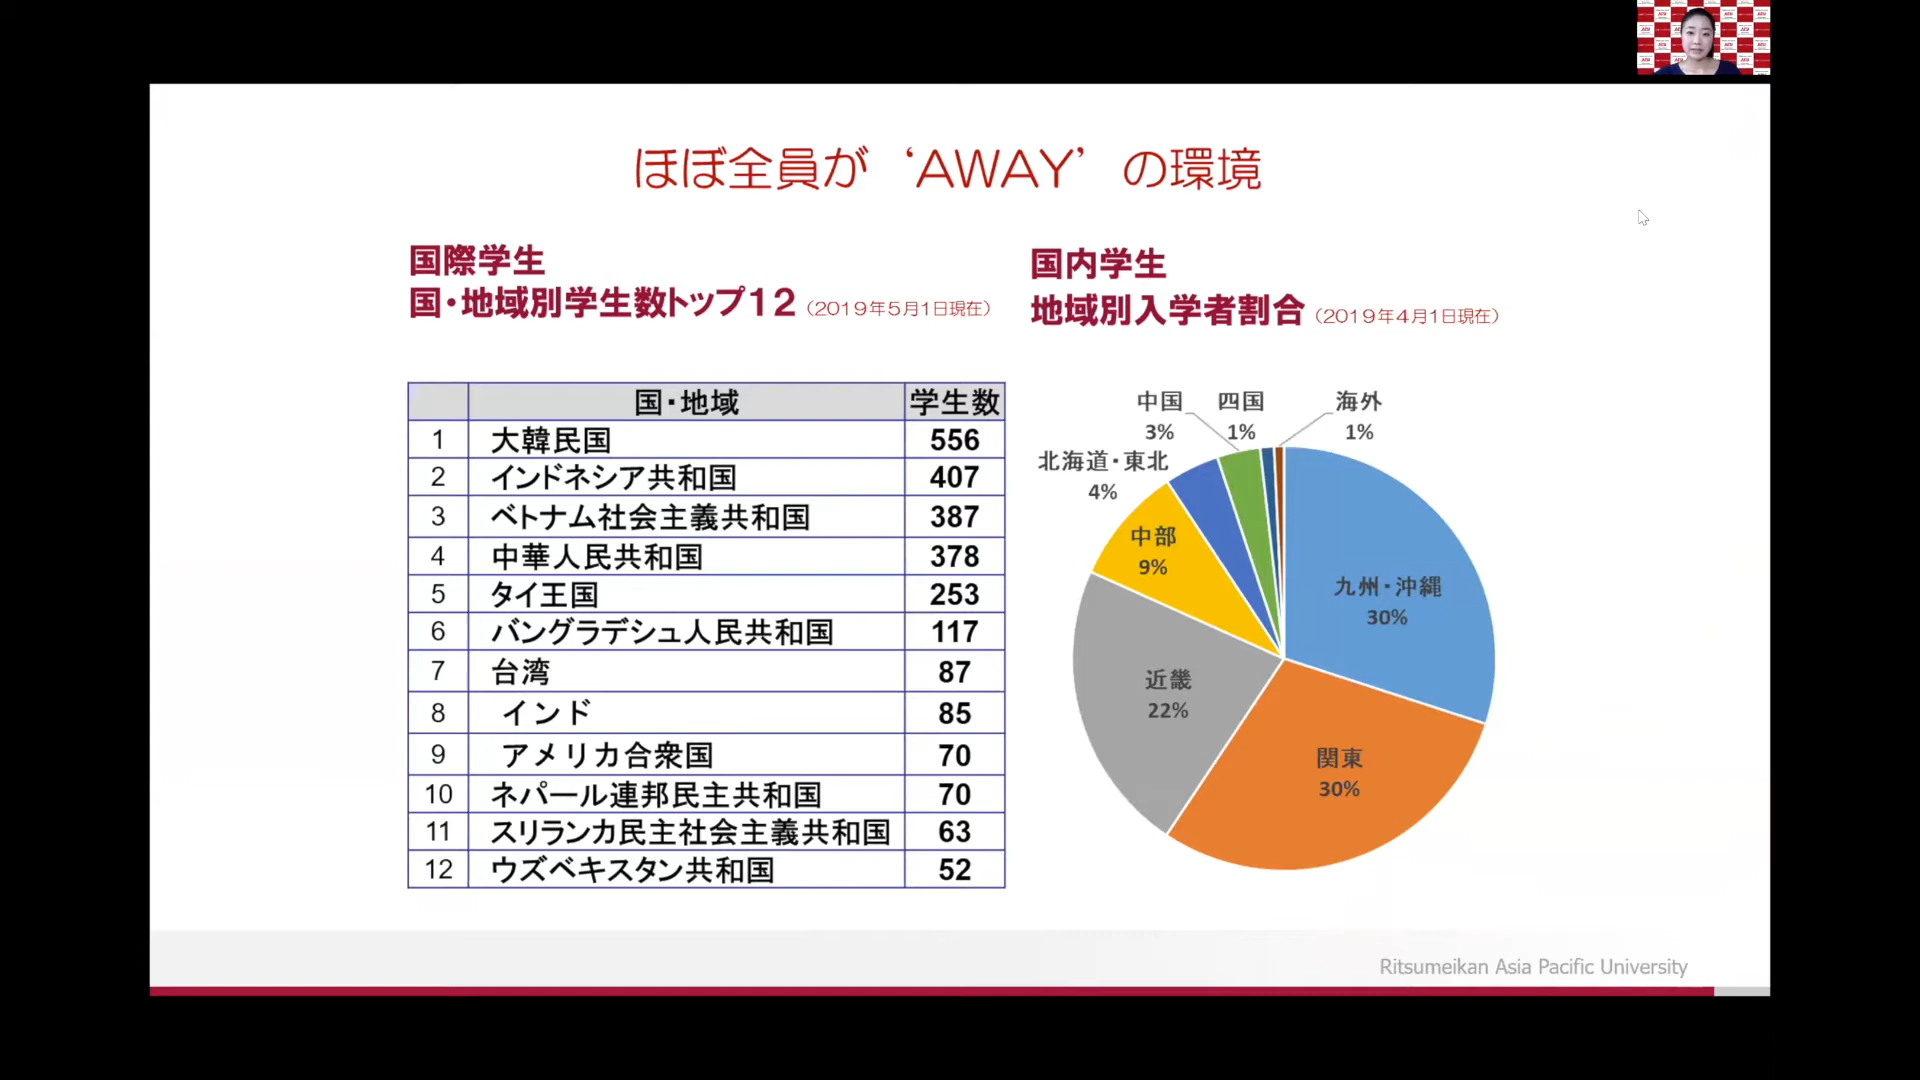 ほぼ全員が‘AWAY’の環境
国際学生
国・地域別学生数トップ12（2019年5月1日現在）
国・地域 学生数
1 大韓民国 556
2 インドネシア共和国 407
3 ベトナム社会主義共和国 387
4 中華人民共和国 378
5 タイ王国 253
6 バングラデシュ人民共和国 117
7 台湾 87
8 インド 85
9 アメリカ合衆国 70
10 ネパール連邦民主共和国 70
11 スリランカ民主社会主義共和国 63
12 ウズベキスタン共和国 52
国内学生
地域別入学者割合（2019年4月1日現在）
中国
3%
四国
1%
海外
1%
北海道・東北
4%
中部
9%
九州・沖縄
30%
近畿
22%
関東
30%
Ritsumeikan Asia Pacific University